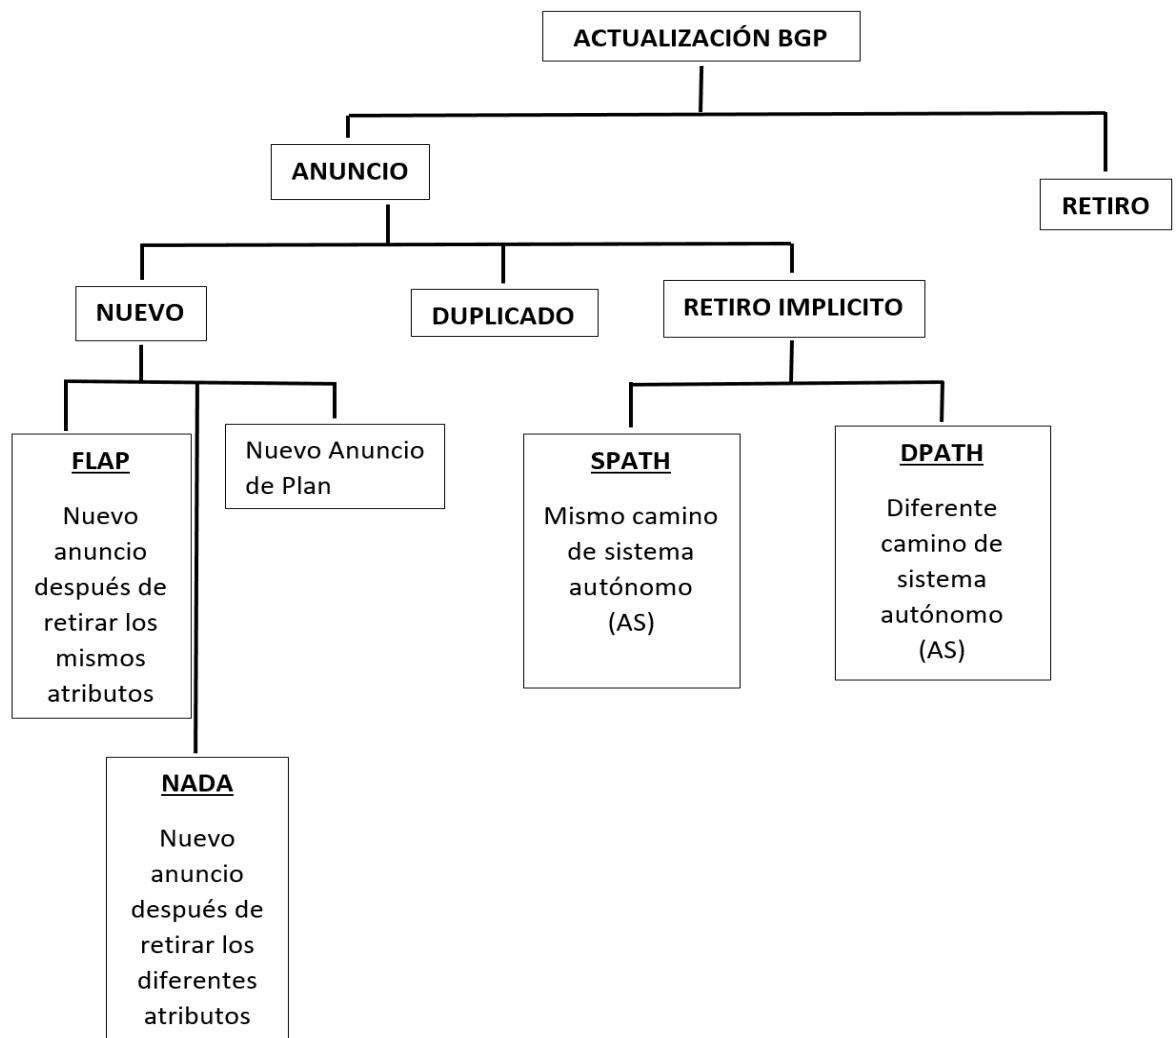 ACTUALIZACIÓN BGP
ANUNCIO
RETIRO
NUEVO
DUPLICADO
RETIRO IMPLICITO
FLAP
Nuevo
anuncio
después de
retirar los
mismos
atributos
Nuevo Anuncio
de Plan
SPATH
Mismo camino
de sistema
autónomo
(AS)
DPATH
Diferente
camino de
sistema
autónomo
(AS)
NADA
Nuevo
anuncio
después de
retirar los
diferentes
atributos